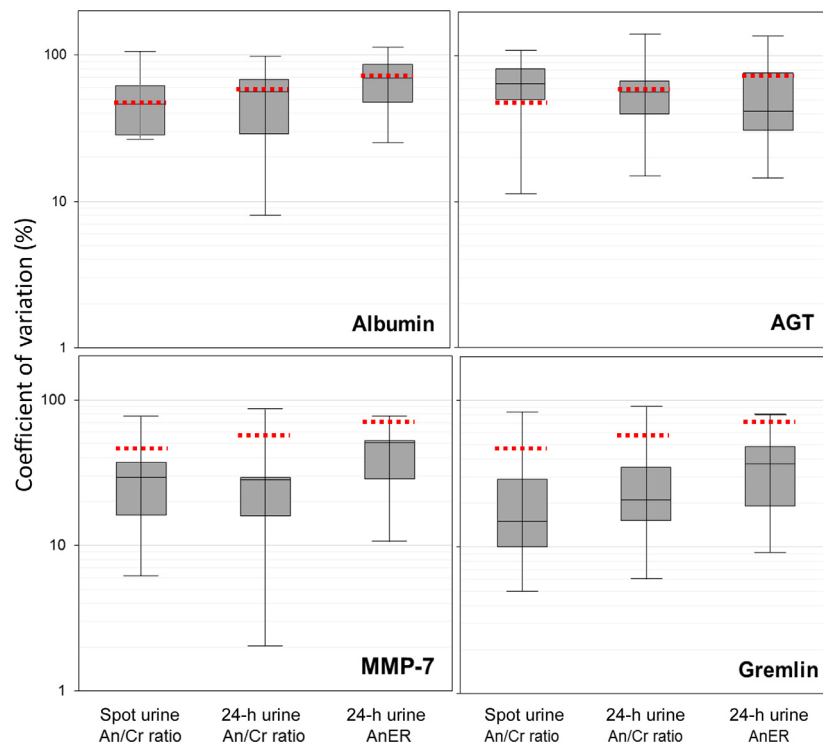 Coefficient of variation (%)
100
10
1
Albumin
AGT
100
10
1
MMP-7
Gremlin
Spot urine
An/Cr ratio
24-h urine
An/Cr ratio
24-h urine
AnER
Spot urine
An/Cr ratio
24-h urine
An/Cr ratio
24-h urine
AnER